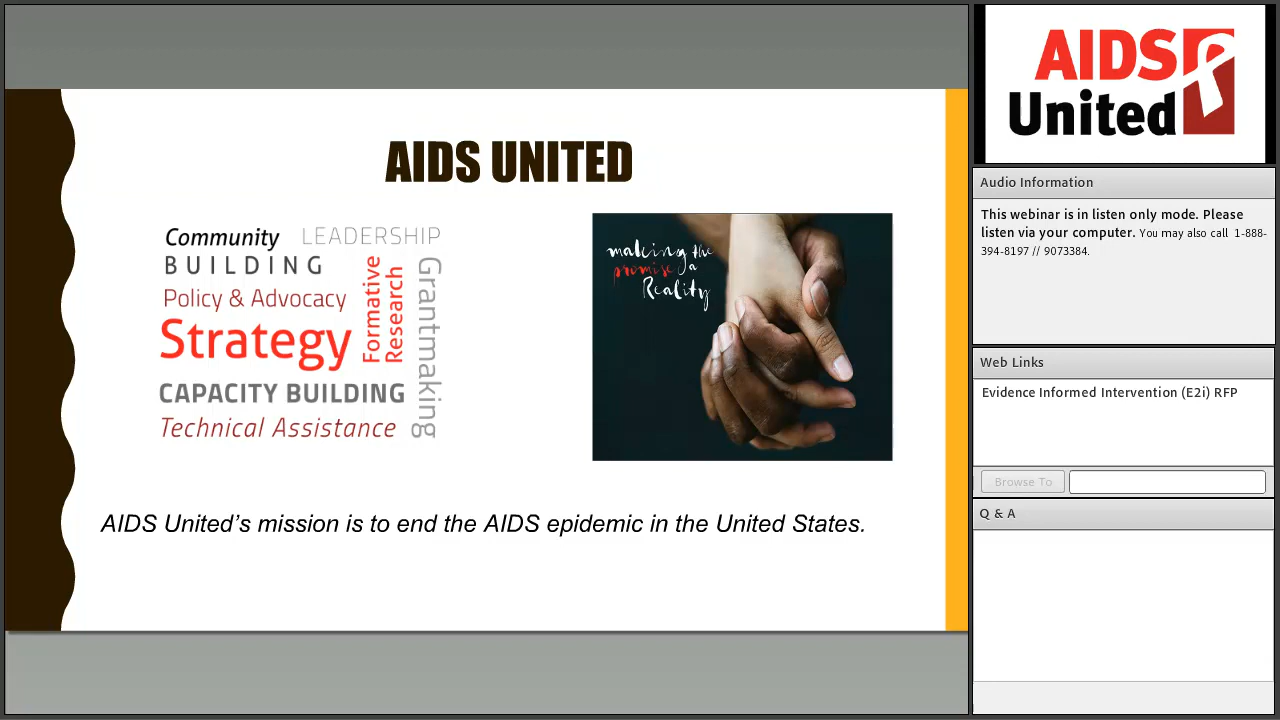 AIDS UNITED
Community
LEADERSHIP
BUILDING
Policy & Advocacy
Strategy
Formative
Research
Grantmaking
CAPACITY BUILDING
Technical Assistance
making the
promise a
Reality
AIDS United’s mission is to end the AIDS epidemic in the United States.
AIDS
United
Audio Information
This webinar is in listen only mode. Please
listen via your computer. You may also call 1-888-
394-8197 // 9073384.
Web Links
Evidence Informed Intervention (E2i) RFP
Browse To
Q & A